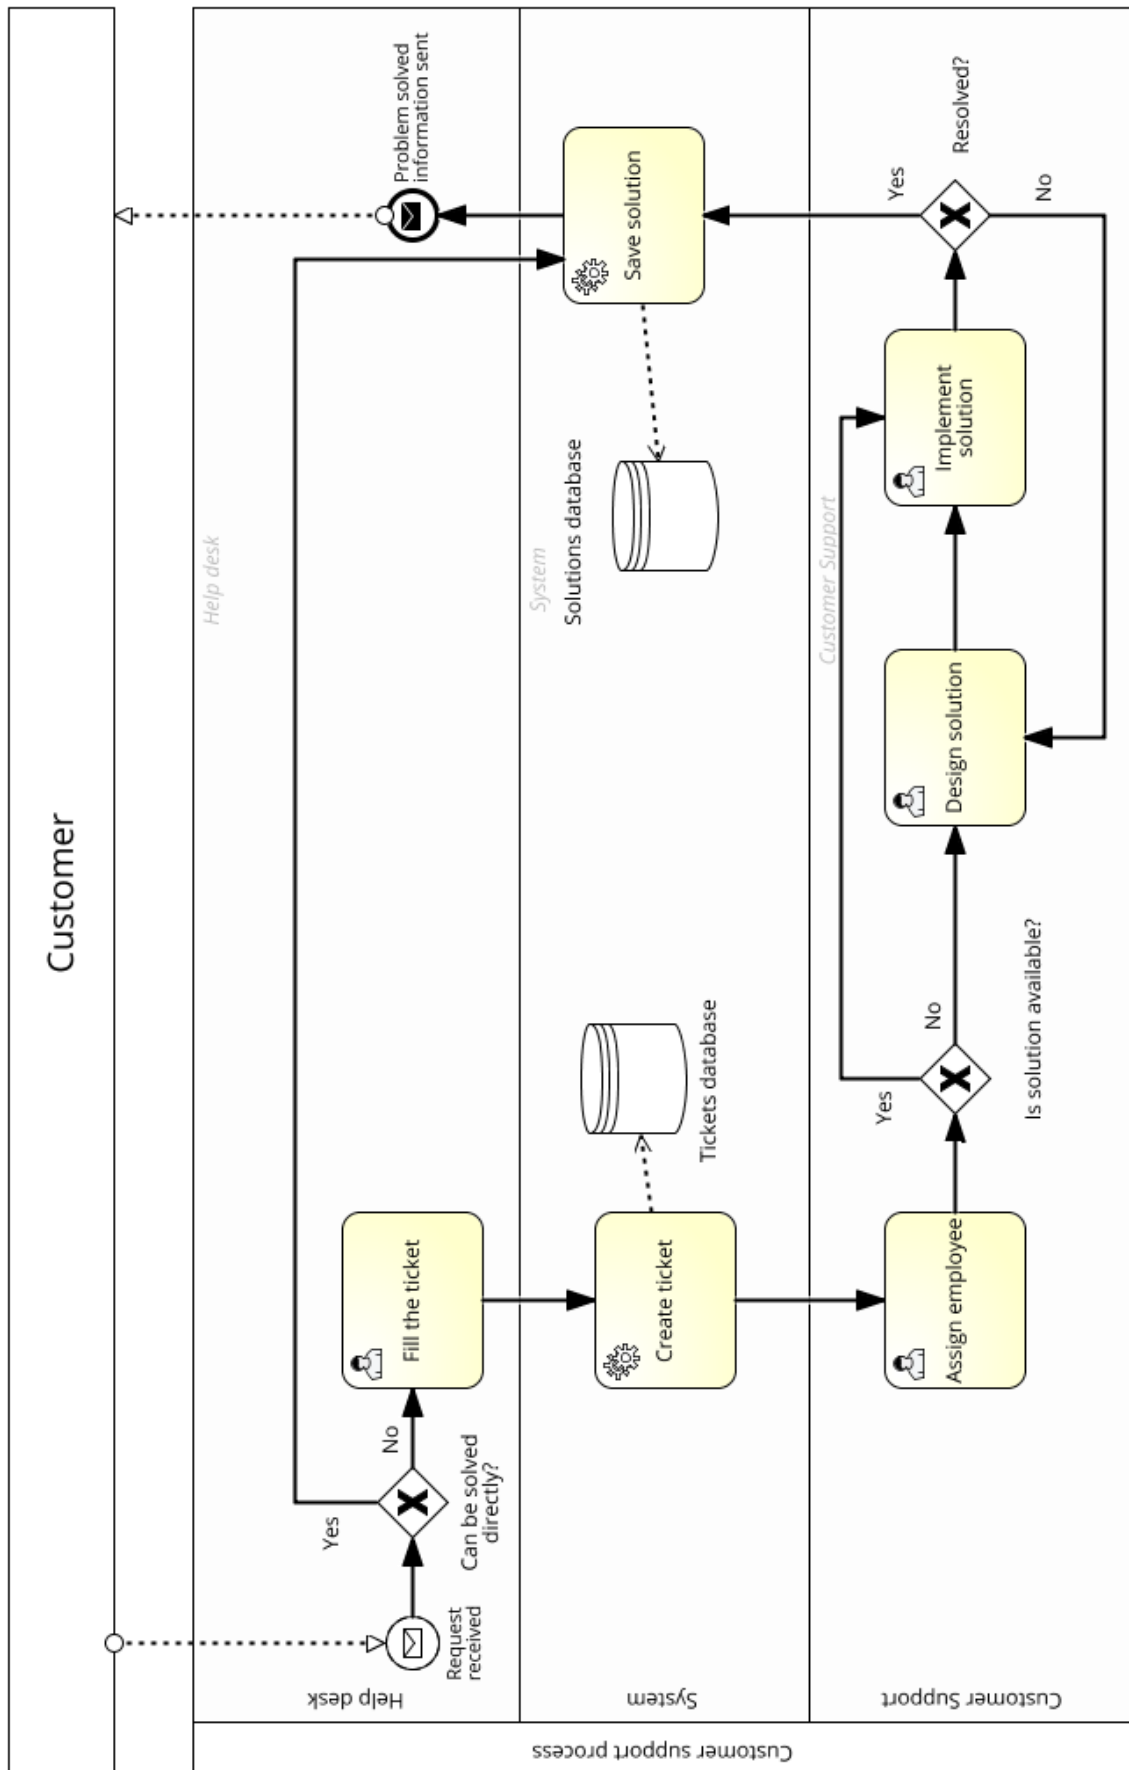 Customer
Customer support process
Help desk
Help desk
Request
received
Can be solved
directly?
Yes
No
Fill the ticket
Problem solved
information sent
System
System
Create ticket
Tickets database
Solutions database
Save solution
Customer Support
Customer Support
Assign employee
Is solution available?
Yes
No
Design solution
Implement
solution
Resolved?
Yes
No